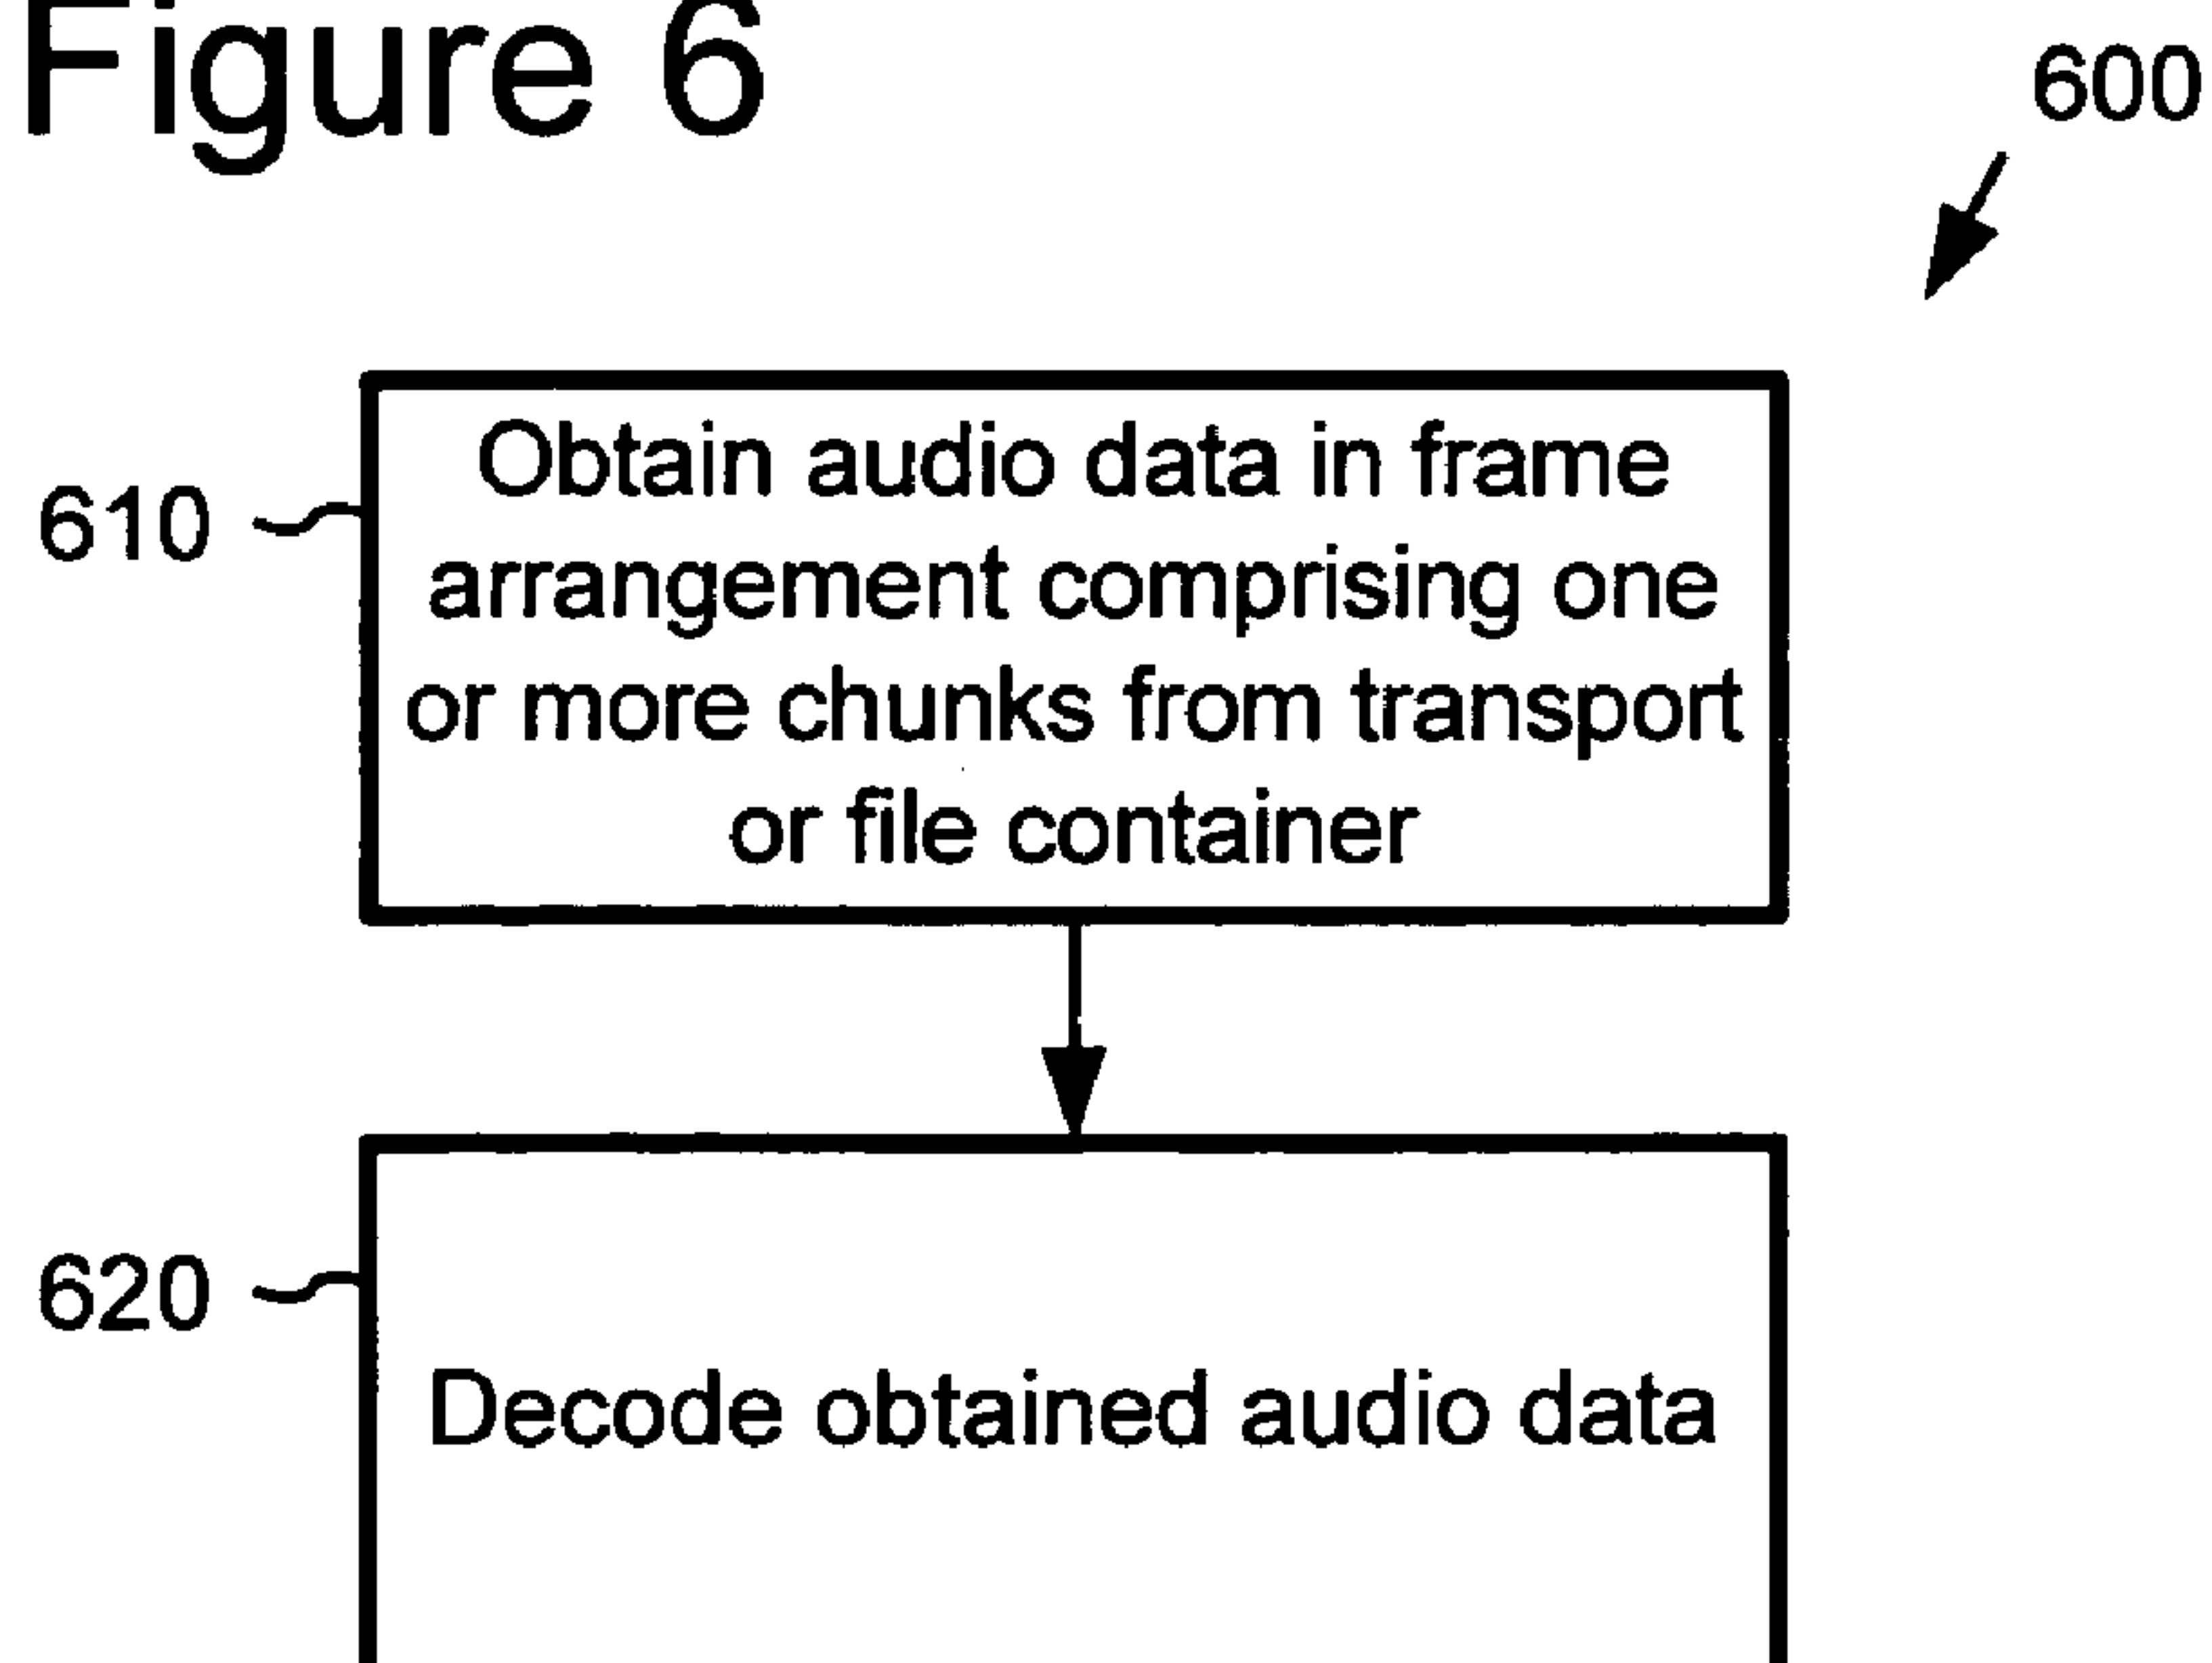 Figure 6
600
610
Obtain audio data in frame
arrangement comprising one
or more chunks from transport
or file container
620
Decode obtained audio data